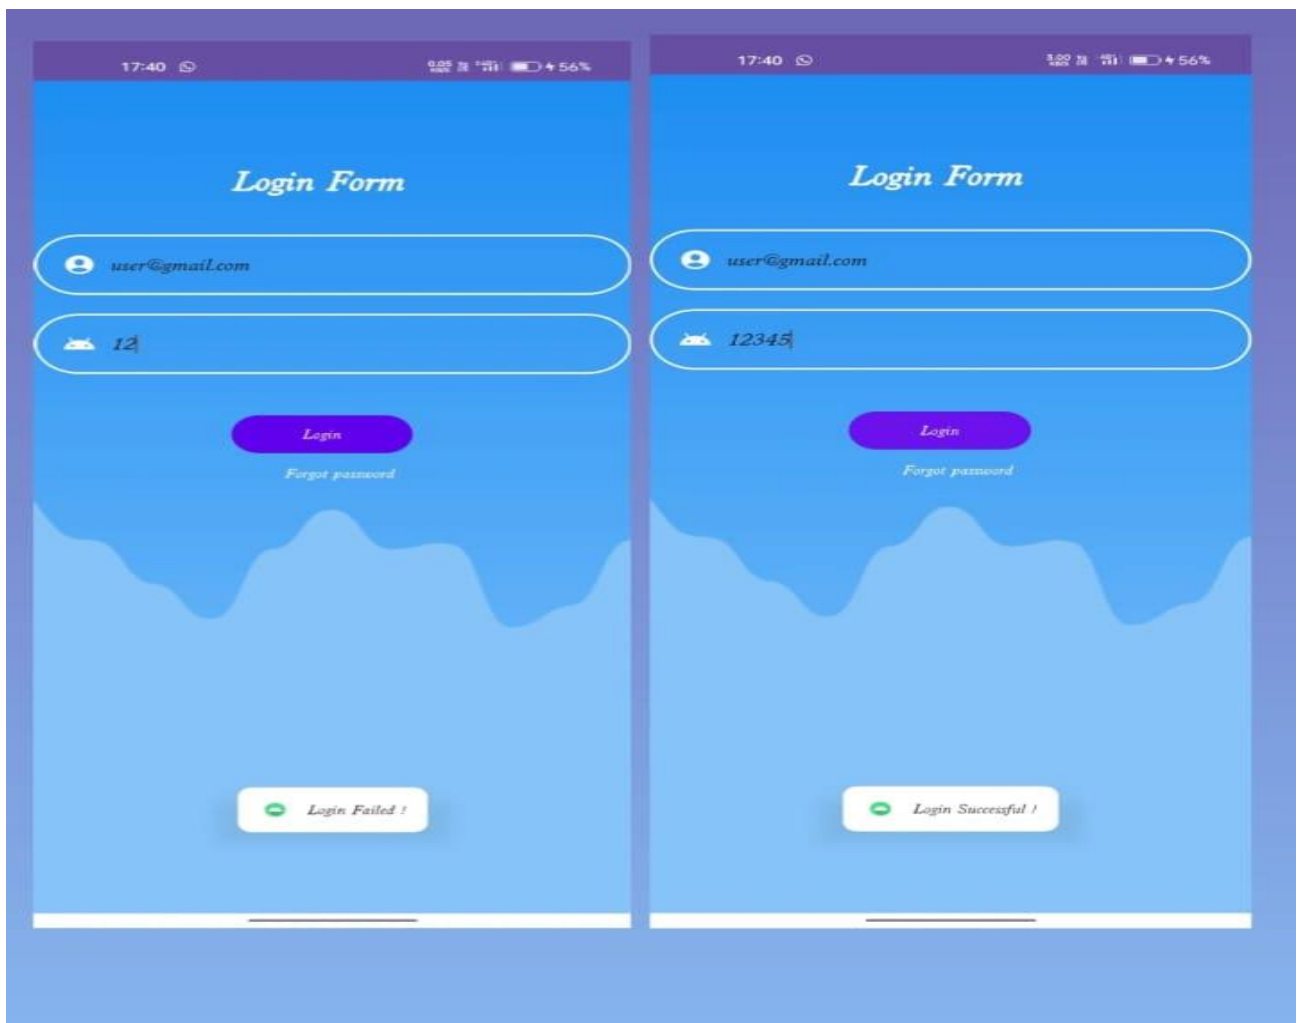 17:40 56%
Login Form
user@gmail.com
12
Login
Forgot password
Login Failed !
17:40 56%
Login Form
user@gmail.com
12345
Login
Forgot password
Login Successful !